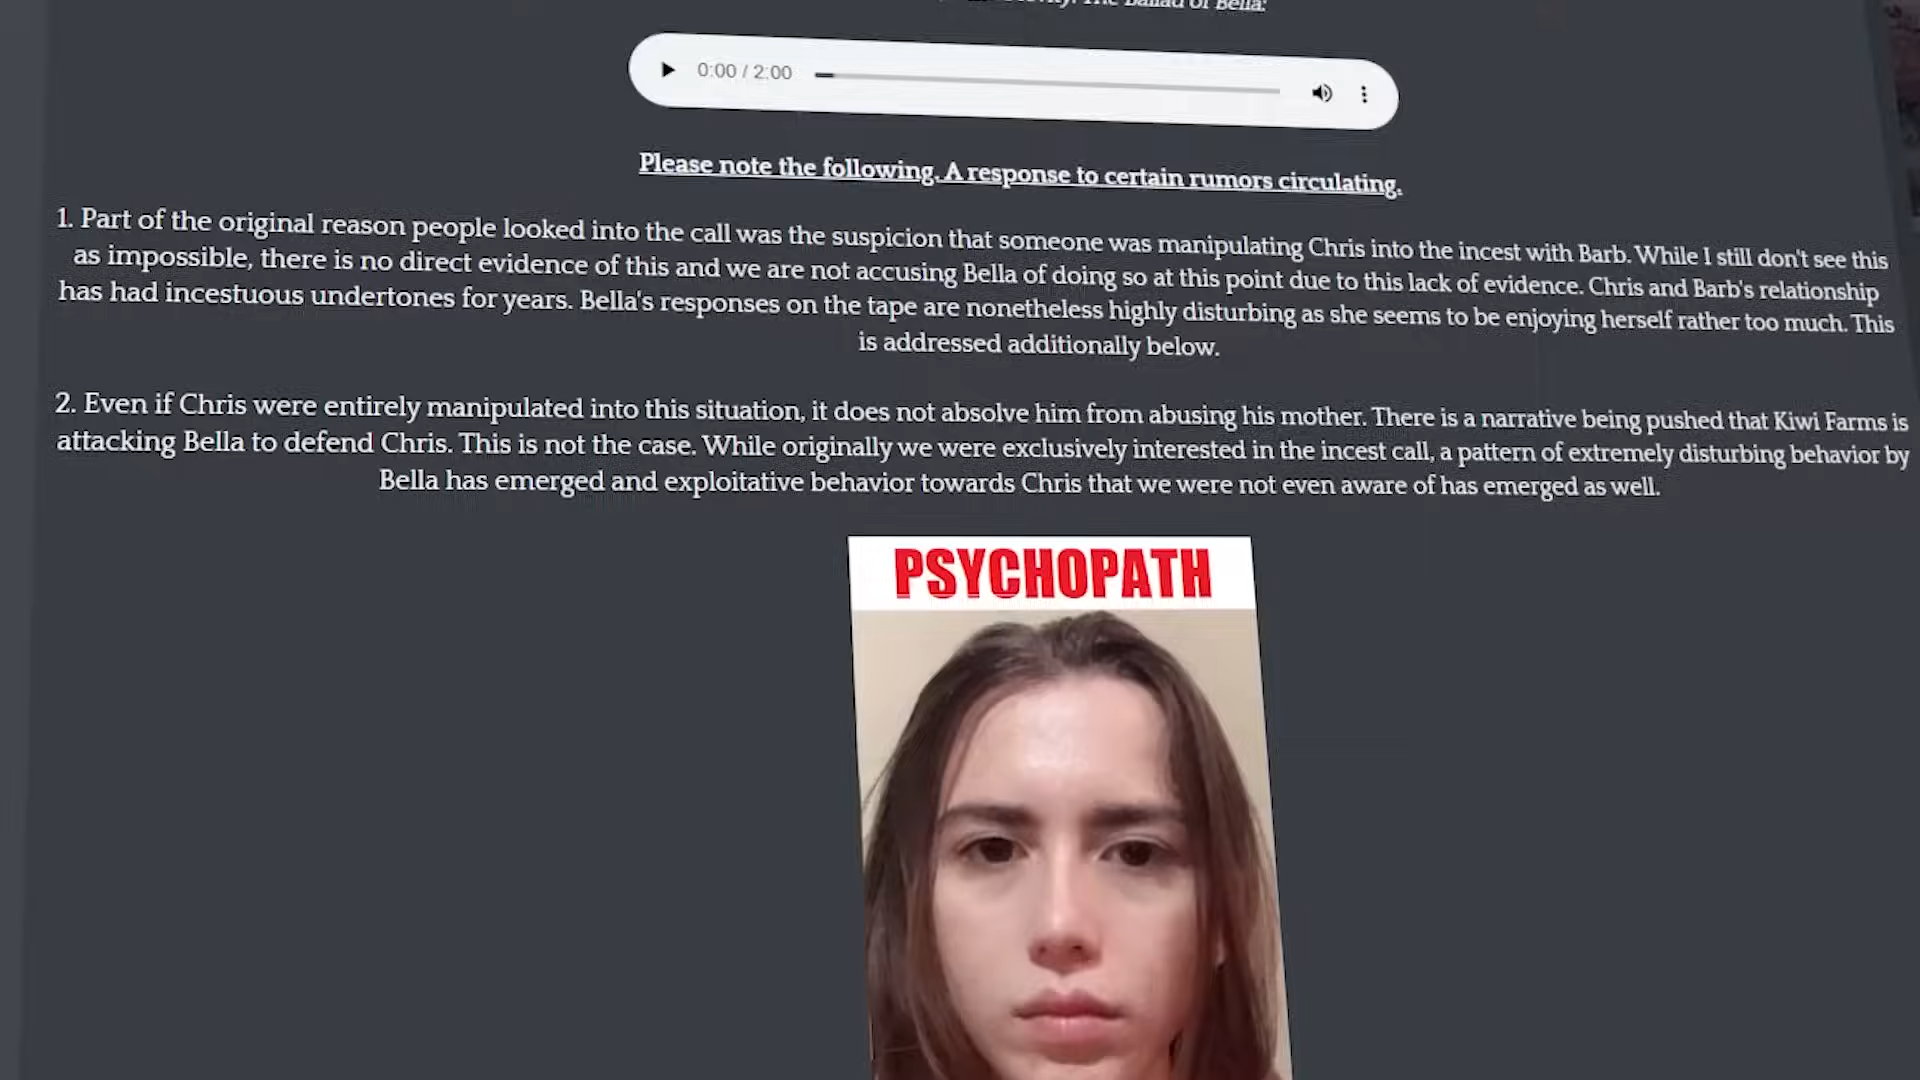 The Ballad of Bella:
0:00 / 2:00
Please note the following. A response to certain rumors circulating.
1. Part of the original reason people looked into the call was the suspicion that someone was manipulating Chris into the incest with Barb. While I still don't see this
as impossible, there is no direct evidence of this and we are not accusing Bella of doing so at this point due to this lack of evidence. Chris and Barb's relationship
has had incestuous undertones for years. Bella's responses on the tape are nonetheless highly disturbing as she seems to be enjoying herself rather too much. This
is addressed additionally below.
2. Even if Chris were entirely manipulated into this situation, it does not absolve him from abusing his mother. There is a narrative being pushed that Kiwi Farms is
attacking Bella to defend Chris. This is not the case. While originally we were exclusively interested in the incest call, a pattern of extremely disturbing behavior by
Bella has emerged and exploitative behavior towards Chris that we were not even aware of has emerged as well.
PSYCHOPATH